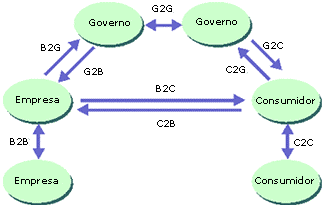 G2G
Governo
Governo
B2G
G2B
G2C
C2G
Empresa
B2C
Consumidor
C2B
B2B
C2C
Empresa
Consumidor